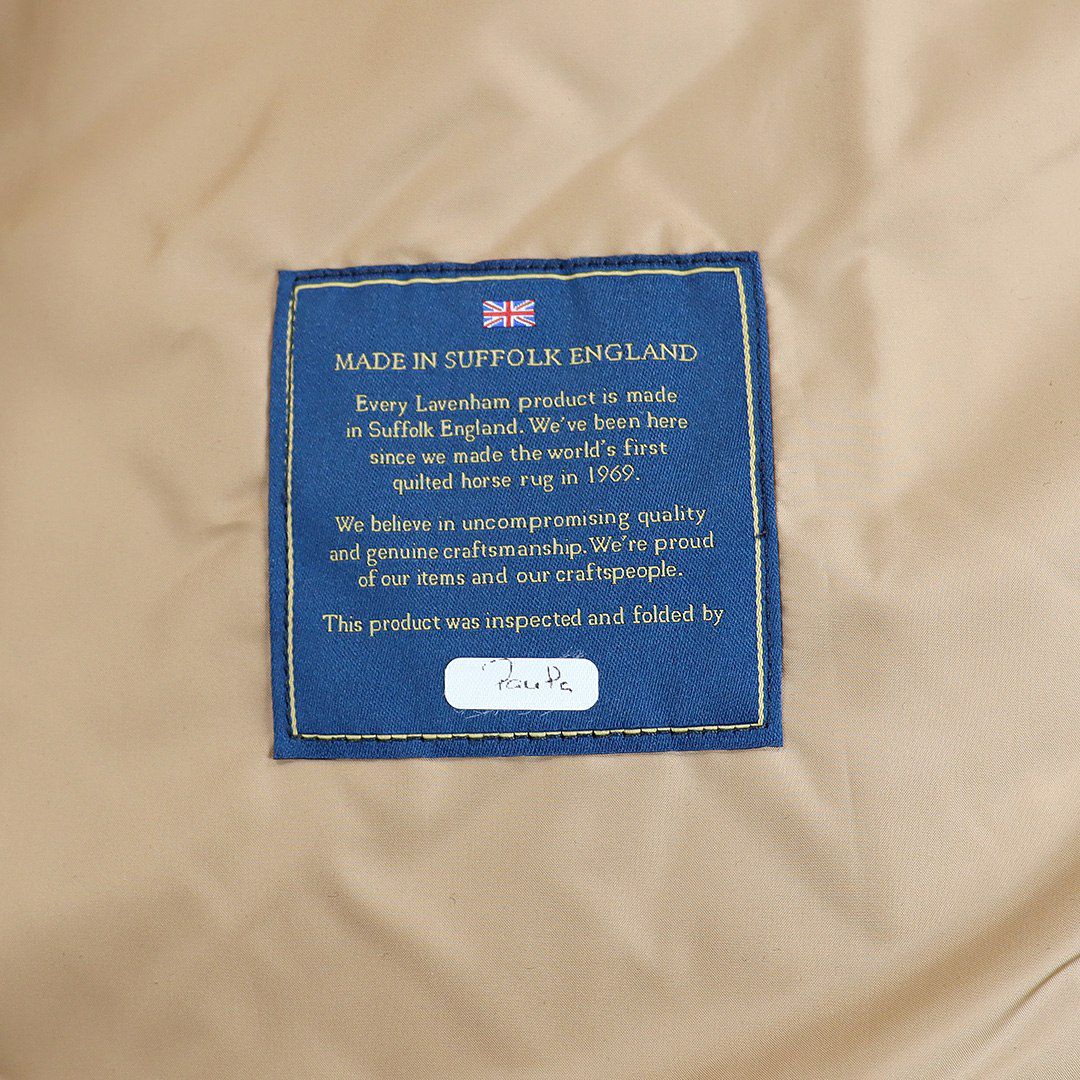 MADE IN SUFFOLK ENGLAND
Every Lavenham product is made
in Suffolk England. We've been here
since we made the world's first
quilted horse rug in 1969.
We believe in uncompromising quality
and genuine craftsmanship. We're proud
of our items and our craftspeople.
This product was inspected and folded by